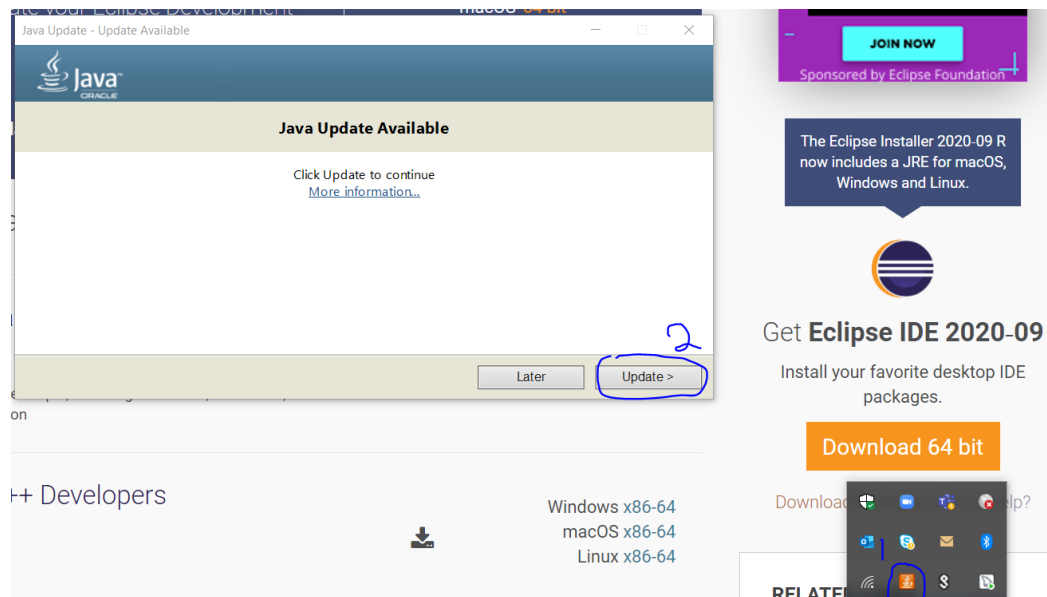 Java Update - Update Available
Java
ORACLE
Java Update Available
Click Update to continue
More information...
2
Later
Update >
on
++ Developers
Windows x86-64
macOS x86-64
Linux x86-64
JOIN NOW
Sponsored by Eclipse Foundation
The Eclipse Installer 2020-09 R
now includes a JRE for macOS,
Windows and Linux.
Get Eclipse IDE 2020-09
Install your favorite desktop IDE
packages.
Download 64 bit
1